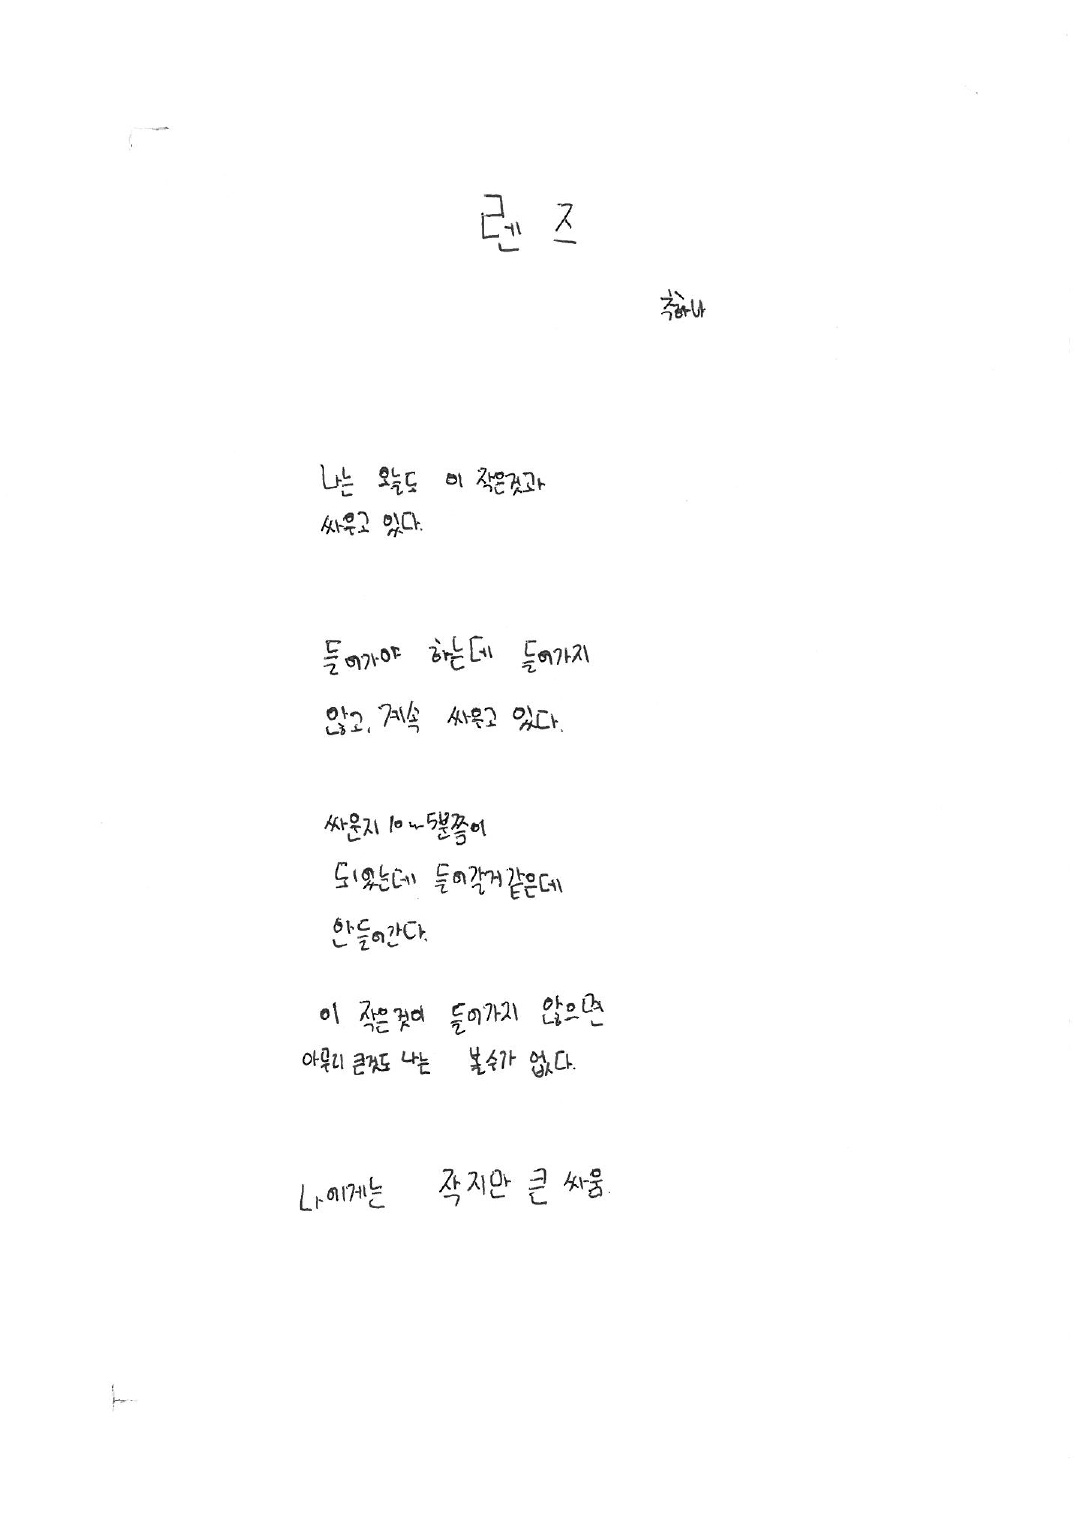 렌즈
추하나
나는 오늘도 이 작은것과
싸우고 있다.
들어가야 하는데 들어가지
않고, 계속 싸우고 있다.
싸운지 10~5분쯤이
되있는데 들어갈거같은데
안들어간다.
이 작은것이 들어가지 않으면
아무리 큰것도 나는 볼수가 없다.
나에게는 작지만 큰 싸움.